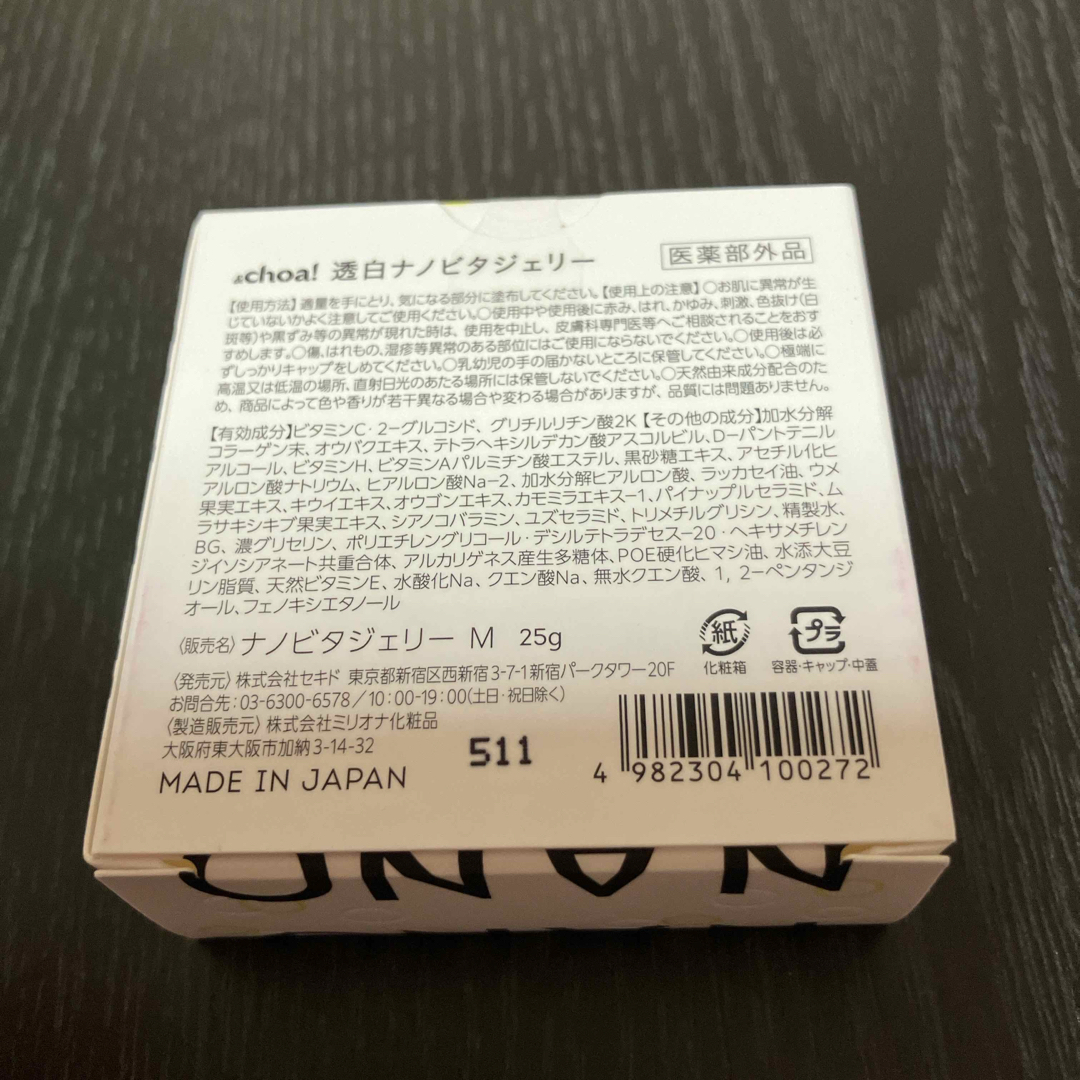 &choa! 透白ナノビタジェリー
医薬部外品
【使用方法】適量を手にとり、気になる部分に塗布してください。【使用上の注意】○お肌に異常が生
じていないかよく注意してご使用ください。○使用中や使用後に赤み、はれ、かゆみ、刺激、色抜け(白
斑等)や黒ずみ等の異常が現れた時は、使用を中止し、皮膚科専門医等へご相談されることをおす
すめします。○傷、はれもの、湿疹等異常のある部位にはご使用にならないでください。○使用後は必
ずしっかりキャップをしめてください。○乳幼児の手の届かないところに保管してください。○極端に
高温又は低温の場所、直射日光のあたる場所には保管しないでください。○天然由来成分配合のた
め、商品によって色や香りが若干異なる場合や変わる場合がありますが、品質には問題ありません。
【有効成分】ビタミンC・2-グルコシド、グリチルリチン酸2K【その他の成分】加水分解
コラーゲン末、オウバクエキス、テトラヘキシルデカン酸アスコルビル、D-パントテニル
アルコール、ビタミンH、ビタミンAパルミチン酸エステル、黒砂糖エキス、アセチル化ヒ
アルロン酸ナトリウム、ヒアルロン酸Na-2、加水分解ヒアルロン酸、ラッカセイ油、ウメ
果実エキス、キウイエキス、オウゴンエキス、カモミラエキス-1、パイナップルセラミド、ム
ラサキシキブ果実エキス、シアノコバラミン、ユズセラミド、トリメチルグリシン、精製水、
BG、濃グリセリン、ポリエチレングリコール・デシルテトラデセス-20・ヘキサメチレン
ジイソシアネート共重合体、アルカリゲネス産生多糖体、POE硬化ヒマシ油、水添大豆
リン脂質、天然ビタミンE、水酸化Na、クエン酸Na、無水クエン酸、1, 2-ペンタンジ
オール、フェノキシエタノール
〈販売名〉ナノビタジェリー M 25g
紙
化粧箱
プラ
容器・キャップ・中蓋
〈発売元〉株式会社セキド 東京都新宿区西新宿3-7-1新宿パークタワー20F
お問合先:03-6300-6578/10:00-19:00(土日・祝日除く)
〈製造販売元〉株式会社ミリオナ化粧品
大阪府東大阪市加納3-14-32
MADE IN JAPAN
511
4 982304 100272
NANO